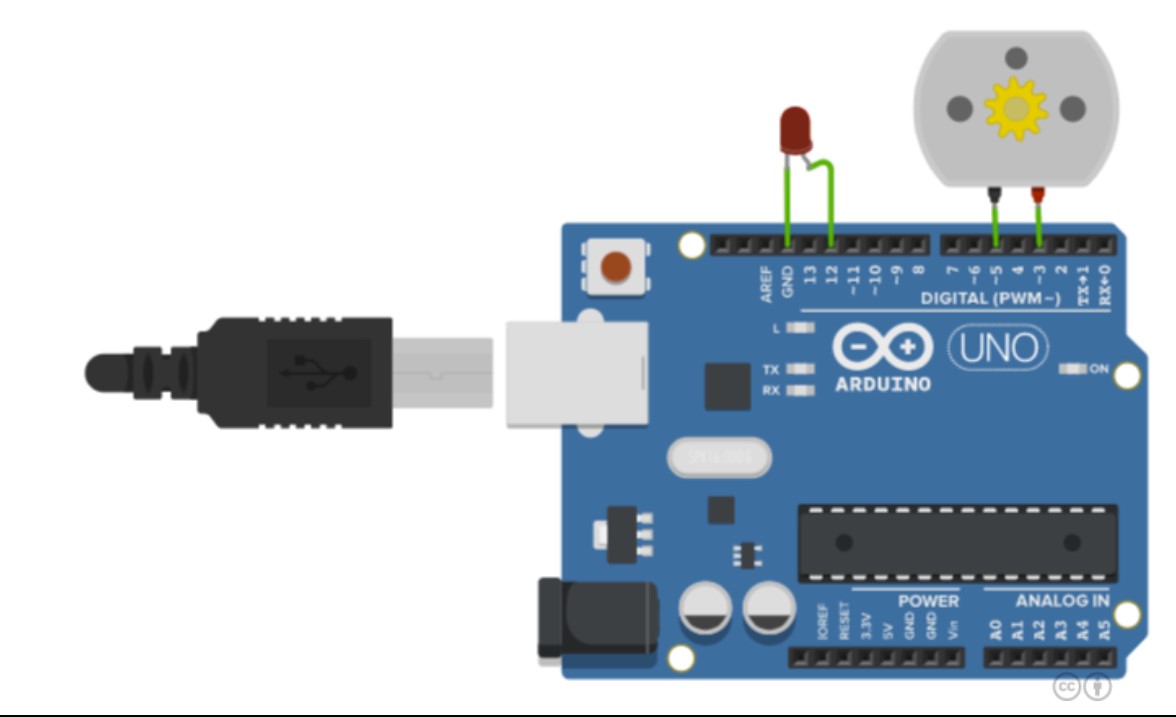 AREF
GND
13
12
~11
~10
~9
8
7
~6
~5
4
~3
2
TX→1
RX←0
DIGITAL (PWM~)
L
TX
RX
ARDUINO
UNO
ON
POWER
ANALOG IN
IOREF
RESET
3.3V
5V
GND
GND
Vin
A0
A1
A2
A3
A4
A5
cc